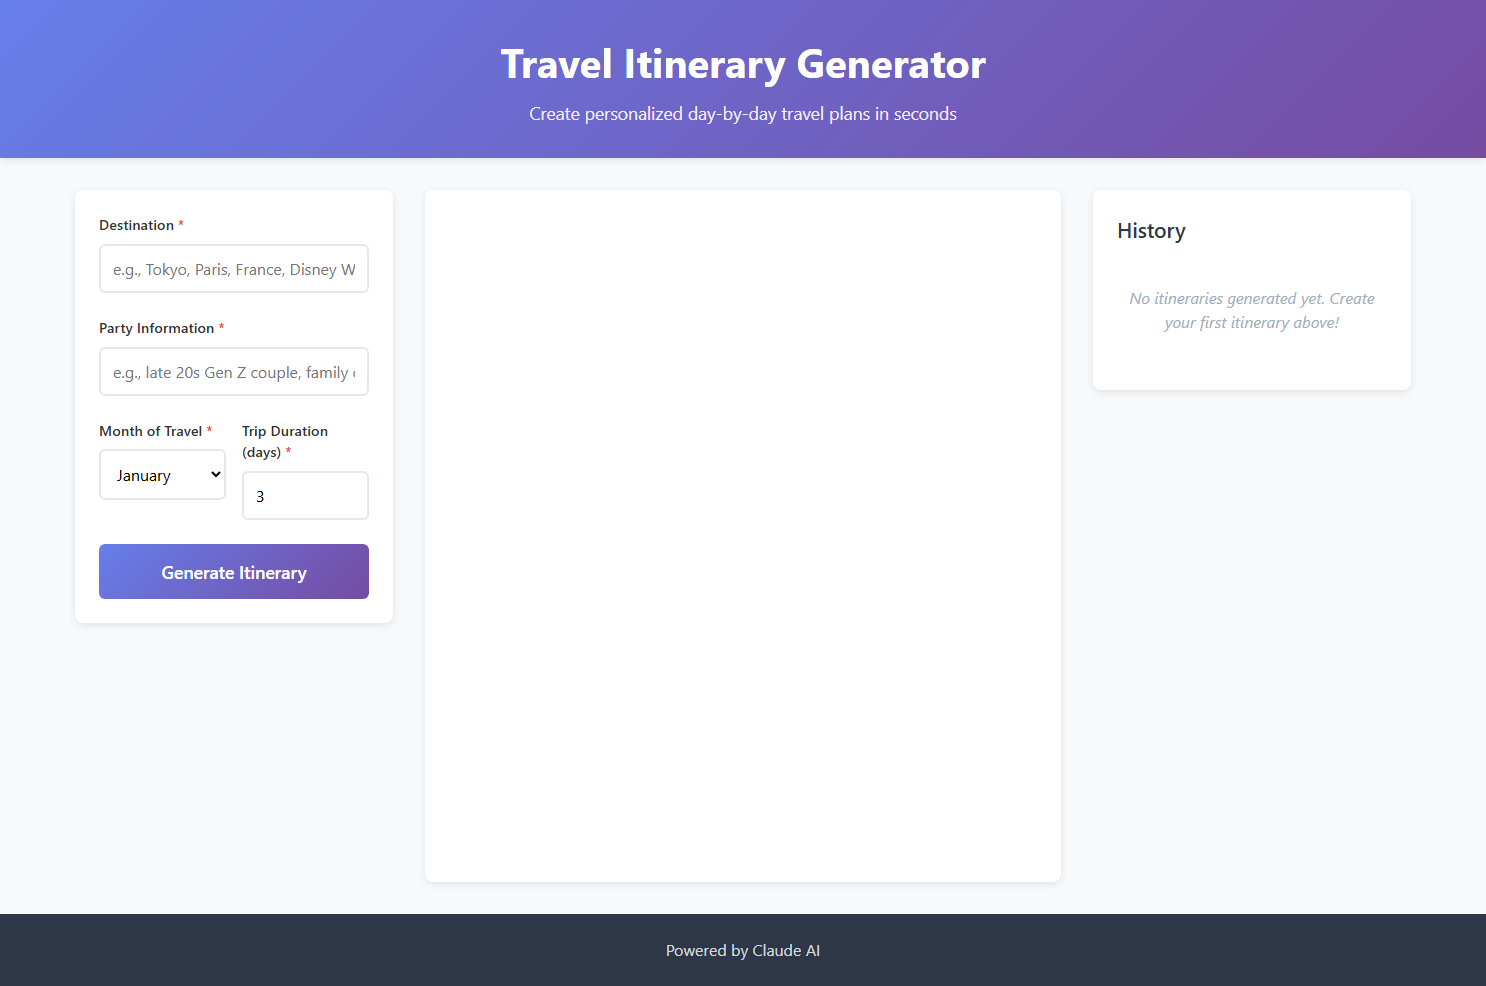 Travel Itinerary Generator
Create personalized day-by-day travel plans in seconds
Destination *
e.g., Tokyo, Paris, France, Disney W
Party Information *
e.g., late 20s Gen Z couple, family
Month of Travel *
January
Trip Duration
(days) *
3
Generate Itinerary
History
No itineraries generated yet. Create
your first itinerary above!
Powered by Claude AI